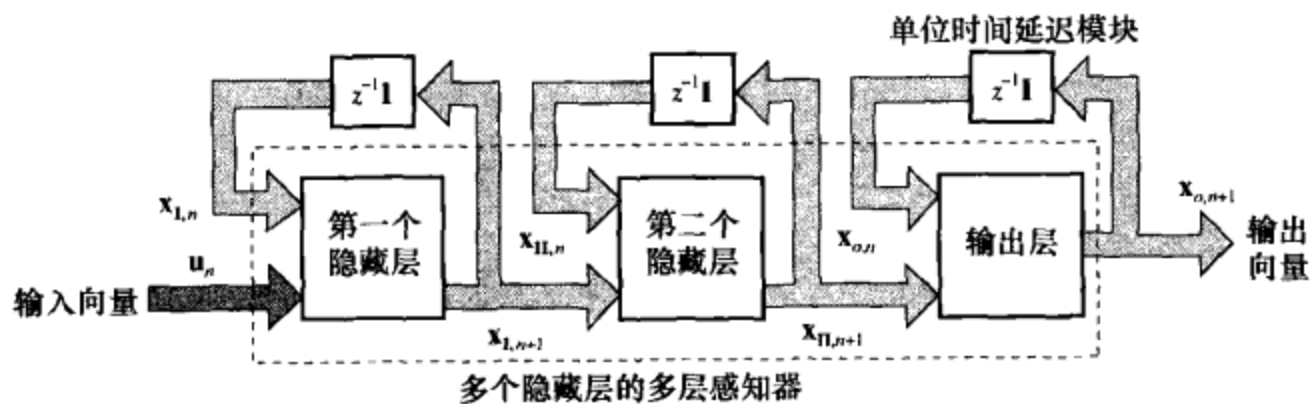 单位时间延迟模块
z⁻¹I
z⁻¹I
z⁻¹I
x_{I,n}
第一个
隐藏层
x_{II,n}
第二个
隐藏层
x_{o,n}
输出层
x_{o,n+1}
输出
向量
u_n
输入向量
x_{I,n+1}
x_{II,n+1}
多个隐藏层的多层感知器